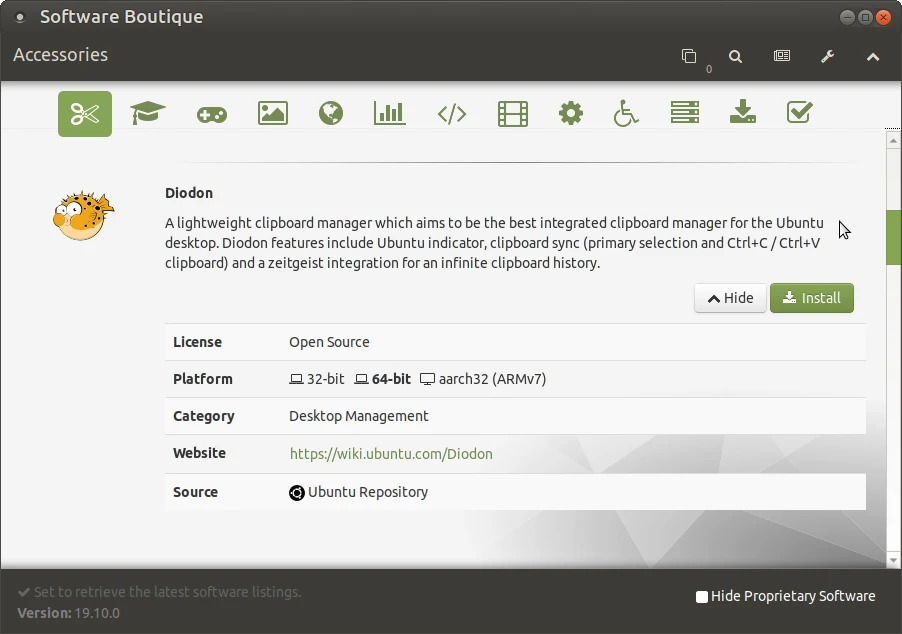 Software Boutique
Accessories
0
Diodon
A lightweight clipboard manager which aims to be the best integrated clipboard manager for the Ubuntu
desktop. Diodon features include Ubuntu indicator, clipboard sync (primary selection and Ctrl+C / Ctrl+V
clipboard) and a zeitgeist integration for an infinite clipboard history.
Hide Install
License Open Source
Platform 32-bit 64-bit aarch32 (ARMv7)
Category Desktop Management
Website https://wiki.ubuntu.com/Diodon
Source Ubuntu Repository
Set to retrieve the latest software listings.
Version: 19.10.0
Hide Proprietary Software